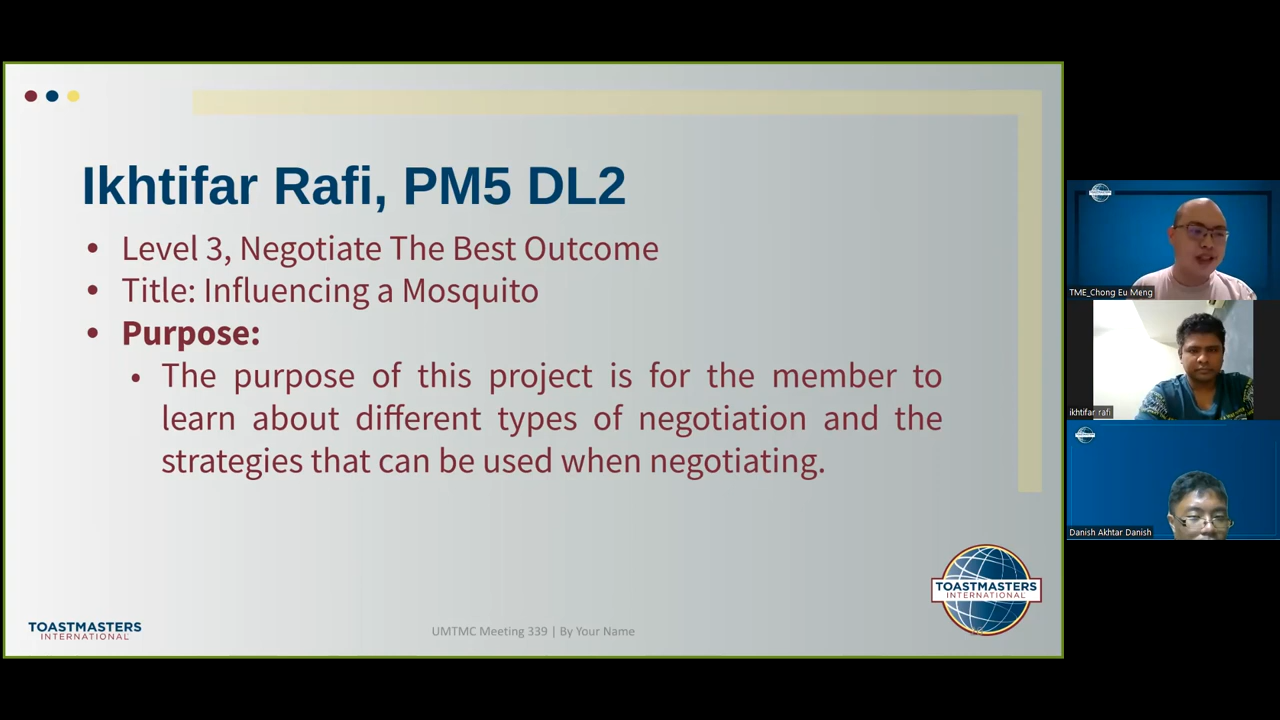 Ikhtifar Rafi, PM5 DL2
• Level 3, Negotiate The Best Outcome
• Title: Influencing a Mosquito
• Purpose:
• The purpose of this project is for the member to
learn about different types of negotiation and the
strategies that can be used when negotiating.
TOASTMASTERS
INTERNATIONAL
UMTMC Meeting 339 | By Your Name
TOASTMASTERS
INTERNATIONAL
TME_Chong Eu Meng
ikhtifar rafi
Danish Akhtar Danish